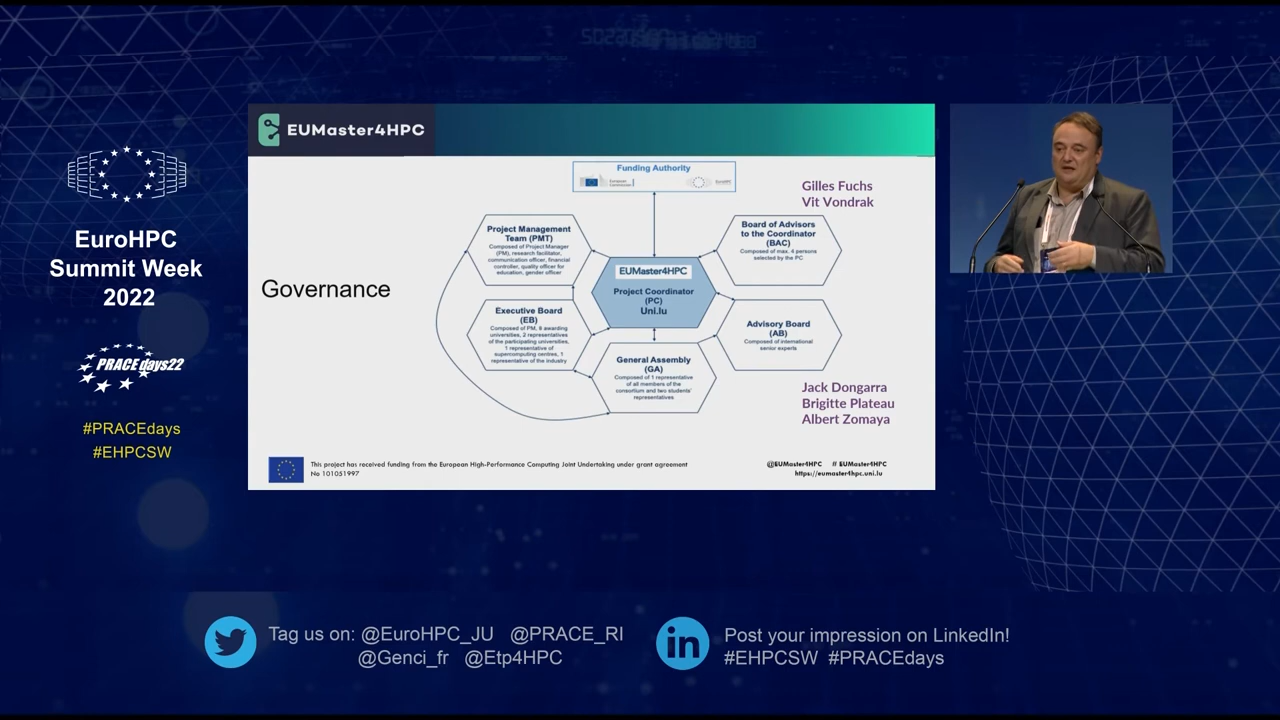 EuroHPC
Summit Week
2022
PRACEdays22
#PRACEdays
#EHPCSW
EUMaster4HPC
Governance
Funding Authority
European
Commission
EuroHPC
Gilles Fuchs
Vit Vondrak
Project Management
Team (PMT)
Composed of Project Manager
(PM), research facilitator,
communication officer, financial
controller, quality officer for
education, gender officer
Board of Advisors
to the Coordinator
(BAC)
Composed of max. 4 persons
selected by the PC
EUMaster4HPC
Project Coordinator
(PC)
Uni.lu
Executive Board
(EB)
Composed of PM, 8 awarding
universities, 2 representatives
of the participating universities,
1 representative of
supercomputing centres, 1
representative of the industry
Advisory Board
(AB)
Composed of international
senior experts
General Assembly
(GA)
Composed of 1 representative
of all members of the
consortium and two students'
representatives
Jack Dongarra
Brigitte Plateau
Albert Zomaya
This project has received funding from the European High-Performance Computing Joint Undertaking under grant agreement
No 101051997
@EUMaster4HPC # EUMaster4HPC
https://eumaster4hpc.uni.lu
Tag us on: @EuroHPC_JU @PRACE_RI
@Genci_fr @Etp4HPC
Post your impression on LinkedIn!
#EHPCSW #PRACEdays